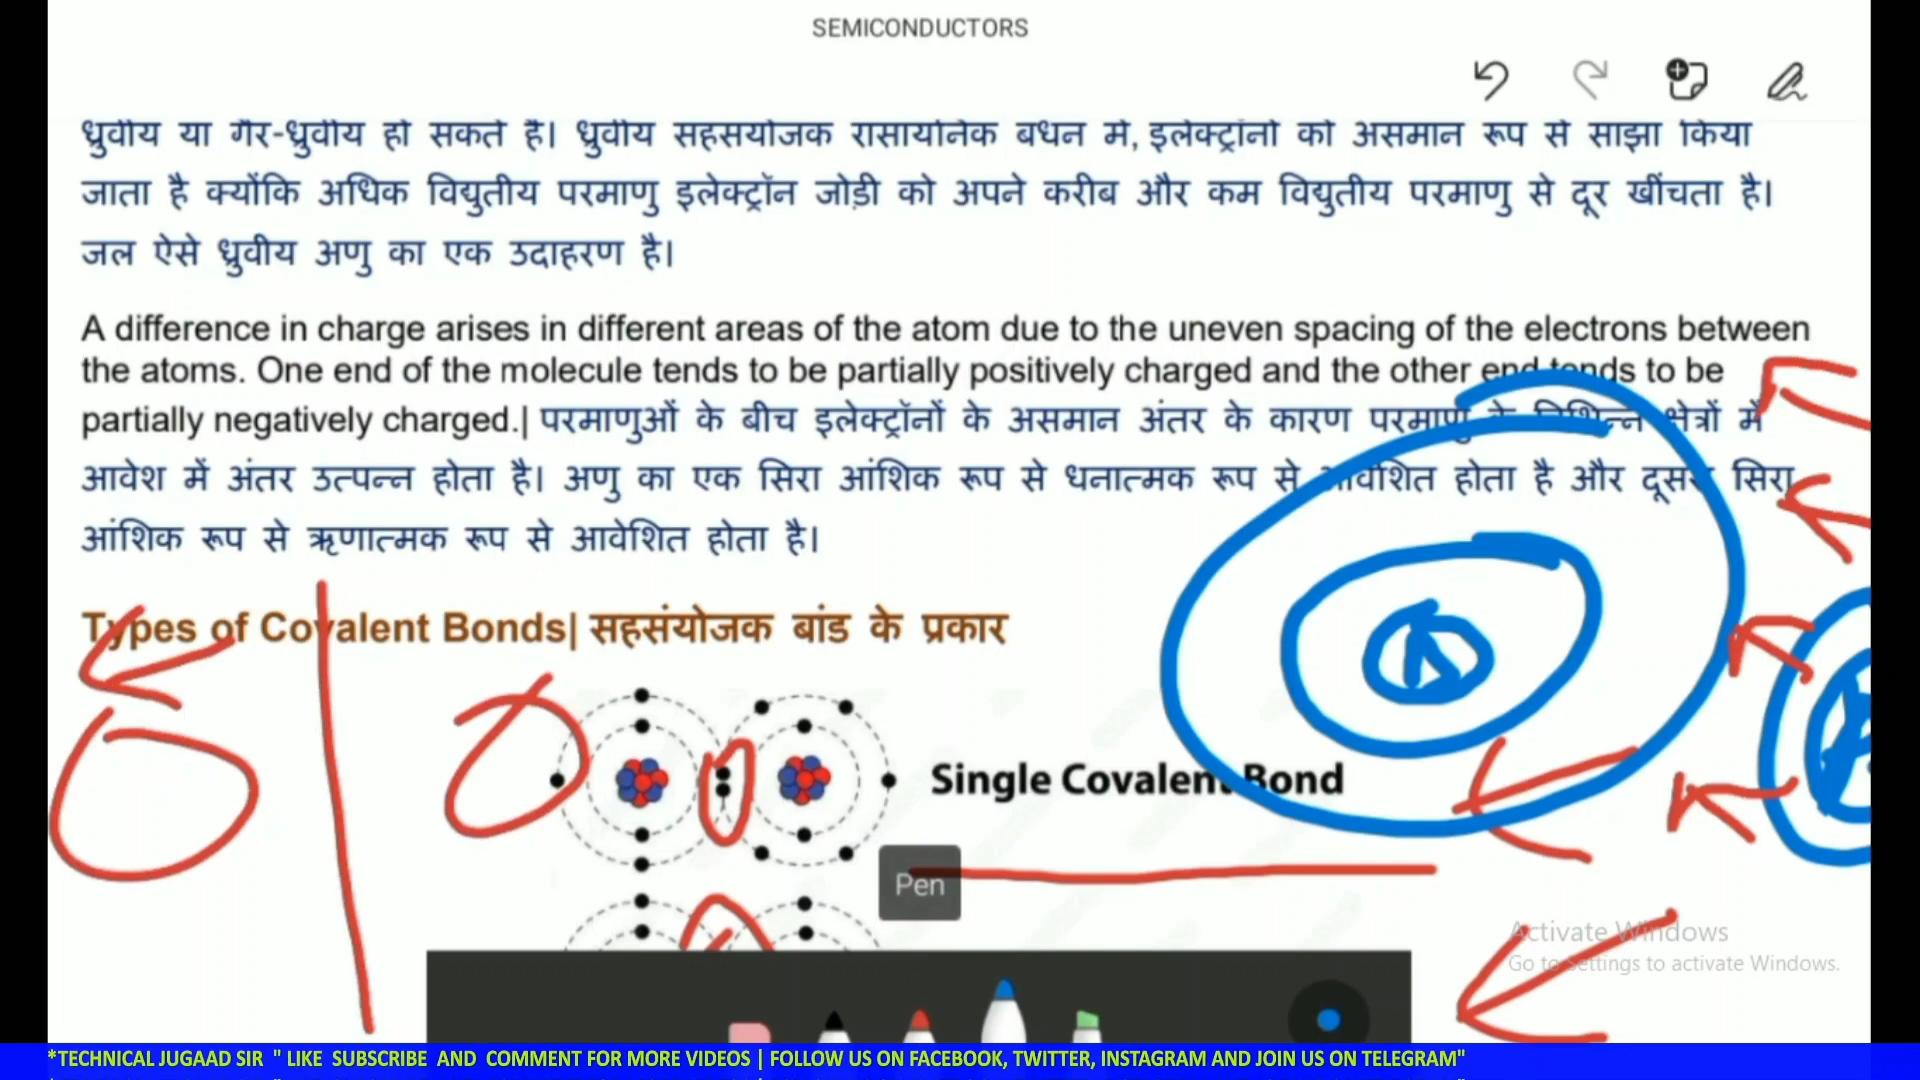 SEMICONDUCTORS
ध्रुवीय या गैर-ध्रुवीय हो सकते हैं। ध्रुवीय सहसंयोजक रासायनिक बंधन में, इलेक्ट्रॉनों को असमान रूप से साझा किया
जाता है क्योंकि अधिक विद्युतीय परमाणु इलेक्ट्रॉन जोड़ी को अपने करीब और कम विद्युतीय परमाणु से दूर खींचता है।
जल ऐसे ध्रुवीय अणु का एक उदाहरण है।
A difference in charge arises in different areas of the atom due to the uneven spacing of the electrons between
the atoms. One end of the molecule tends to be partially positively charged and the other end tends to be
partially negatively charged.| परमाणुओं के बीच इलेक्ट्रॉनों के असमान अंतर के कारण परमाणु के विभिन्न क्षेत्रों में
आवेश में अंतर उत्पन्न होता है। अणु का एक सिरा आंशिक रूप से धनात्मक रूप से आवेशित होता है और दूसरा सिरा
आंशिक रूप से ऋणात्मक रूप से आवेशित होता है।
Types of Covalent Bonds| सहसंयोजक बांड के प्रकार
Single Covalent Bond
Pen
Activate Windows
Go to Settings to activate Windows.
*TECHNICAL JUGAAD SIR " LIKE SUBSCRIBE AND COMMENT FOR MORE VIDEOS | FOLLOW US ON FACEBOOK, TWITTER, INSTAGRAM AND JOIN US ON TELEGRAM"